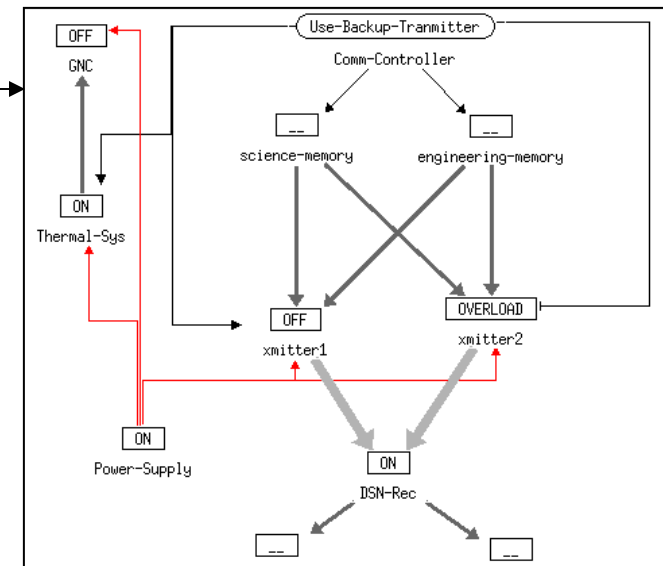 Use-Backup-Tranmitter
OFF
GNC
Comm-Controller
__
__
science-memory
engineering-memory
ON
Thermal-Sys
OFF
OVERLOAD
xmitter1
xmitter2
ON
Power-Supply
ON
DSN-Rec
__
__